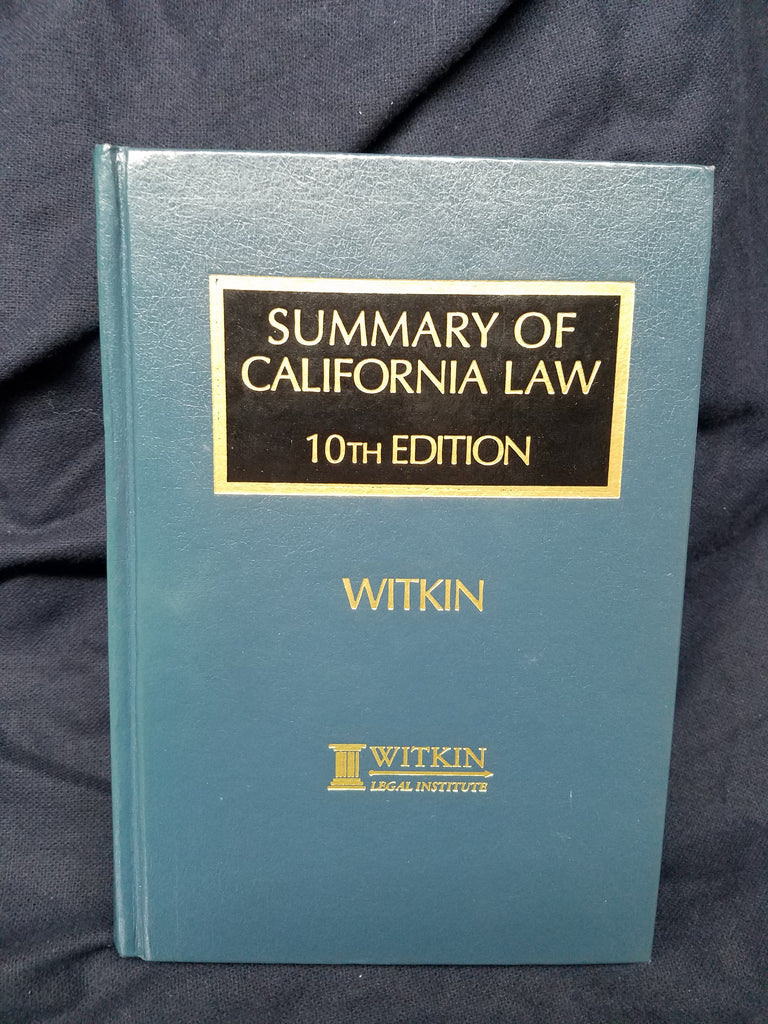 SUMMARY OF
CALIFORNIA LAW
10TH EDITION
WITKIN
WITKIN
LEGAL INSTITUTE